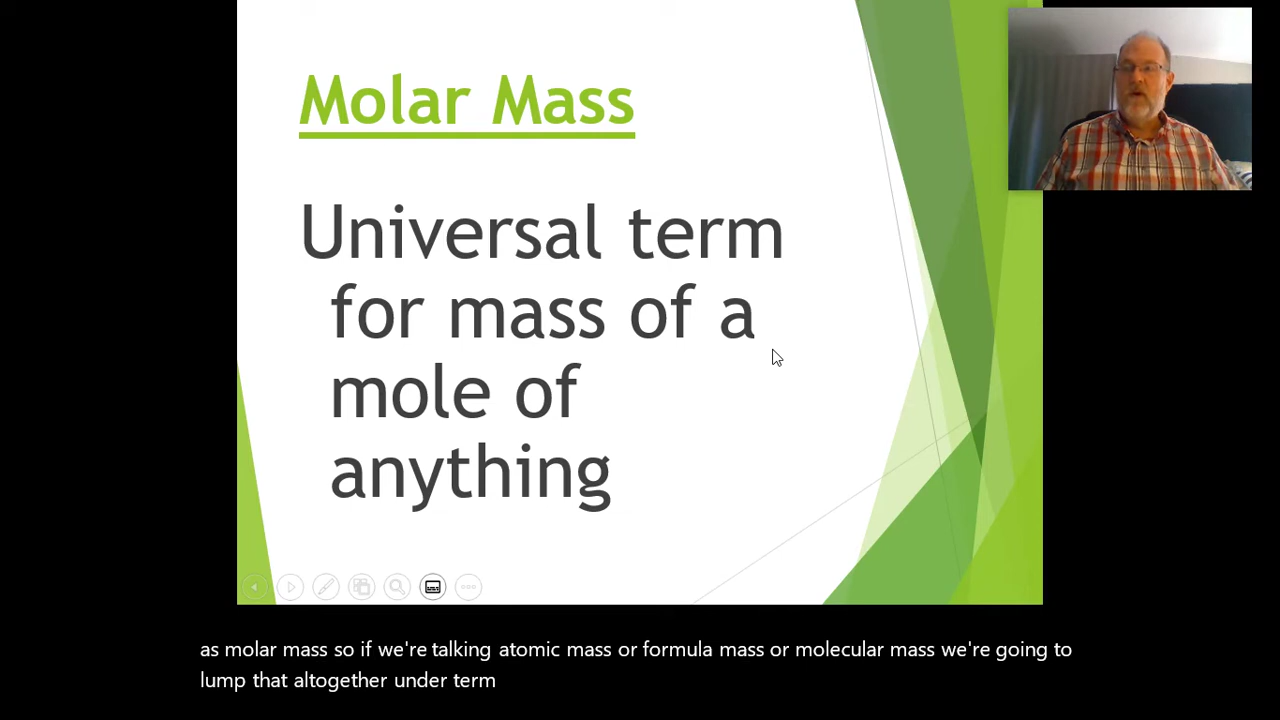 Molar Mass
Universal term
for mass of a
mole of
anything
as molar mass so if we're talking atomic mass or formula mass or molecular mass we're going to
lump that altogether under term